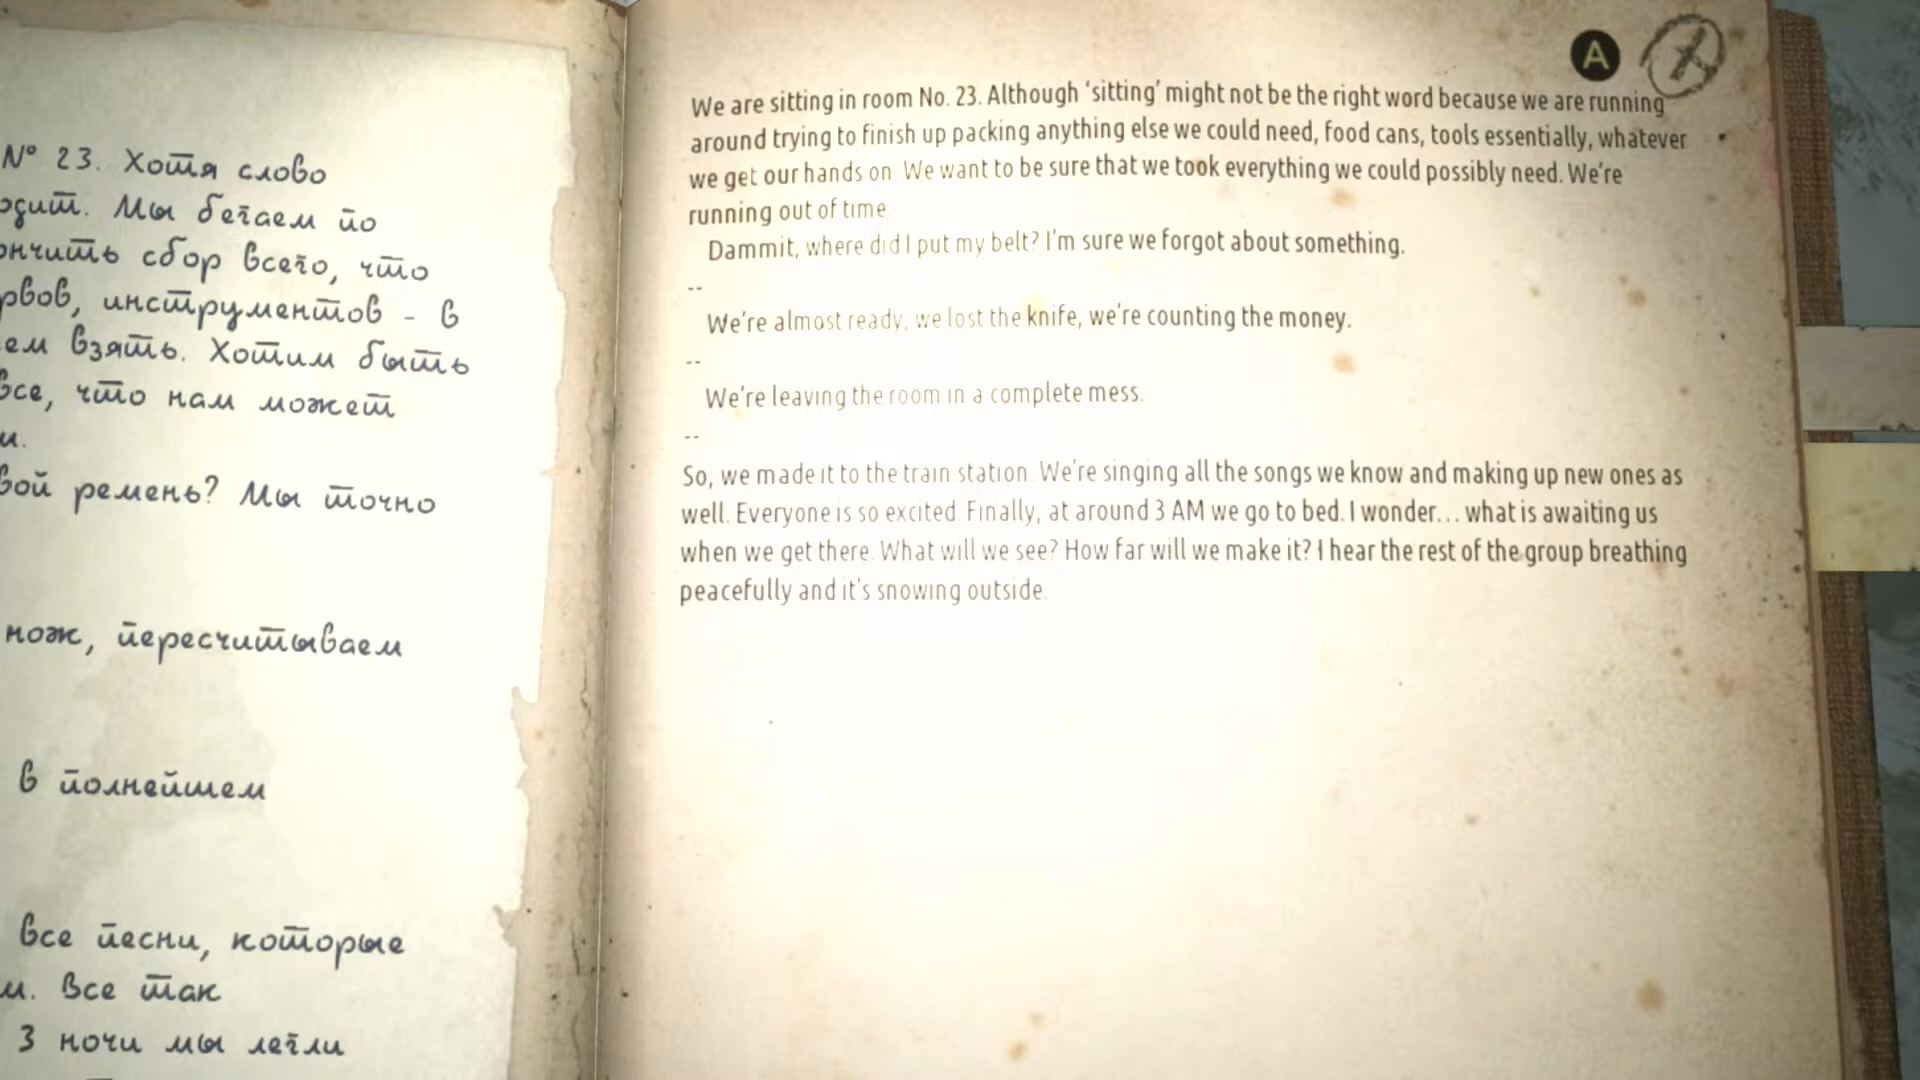 № 23. Хотя слово
одит. Мы бегаем по
ончить сбор всего, что
рвов, инструментов - в
ем взять. Хотим быть
все, что нам может
и.
вой ремень? Мы точно
нож, пересчитываем
в полнейшем
все песни, которые
м. Все так
3 ночи мы легли
A
We are sitting in room No. 23. Although ‘sitting’ might not be the right word because we are running
around trying to finish up packing anything else we could need, food cans, tools essentially, whatever
we get our hands on. We want to be sure that we took everything we could possibly need. We're
running out of time.
Dammit, where did I put my belt? I'm sure we forgot about something.
--
We're almost ready, we lost the knife, we're counting the money.
--
We're leaving the room in a complete mess.
--
So, we made it to the train station. We're singing all the songs we know and making up new ones as
well. Everyone is so excited. Finally, at around 3 AM we go to bed. I wonder... what is awaiting us
when we get there. What will we see? How far will we make it? I hear the rest of the group breathing
peacefully and it's snowing outside.